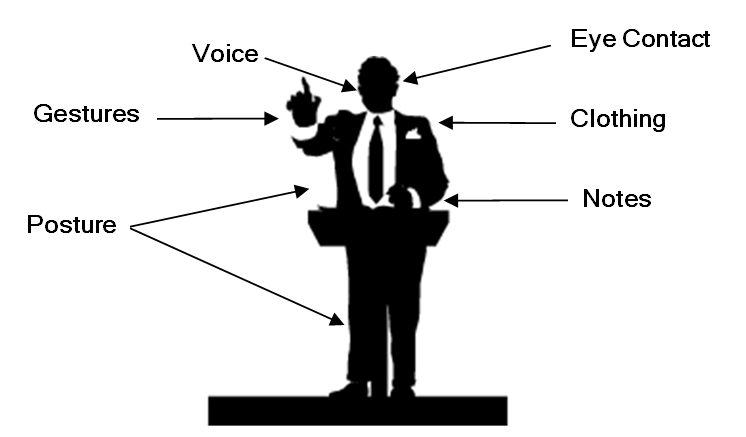 Voice
Eye Contact
Gestures
Clothing
Posture
Notes